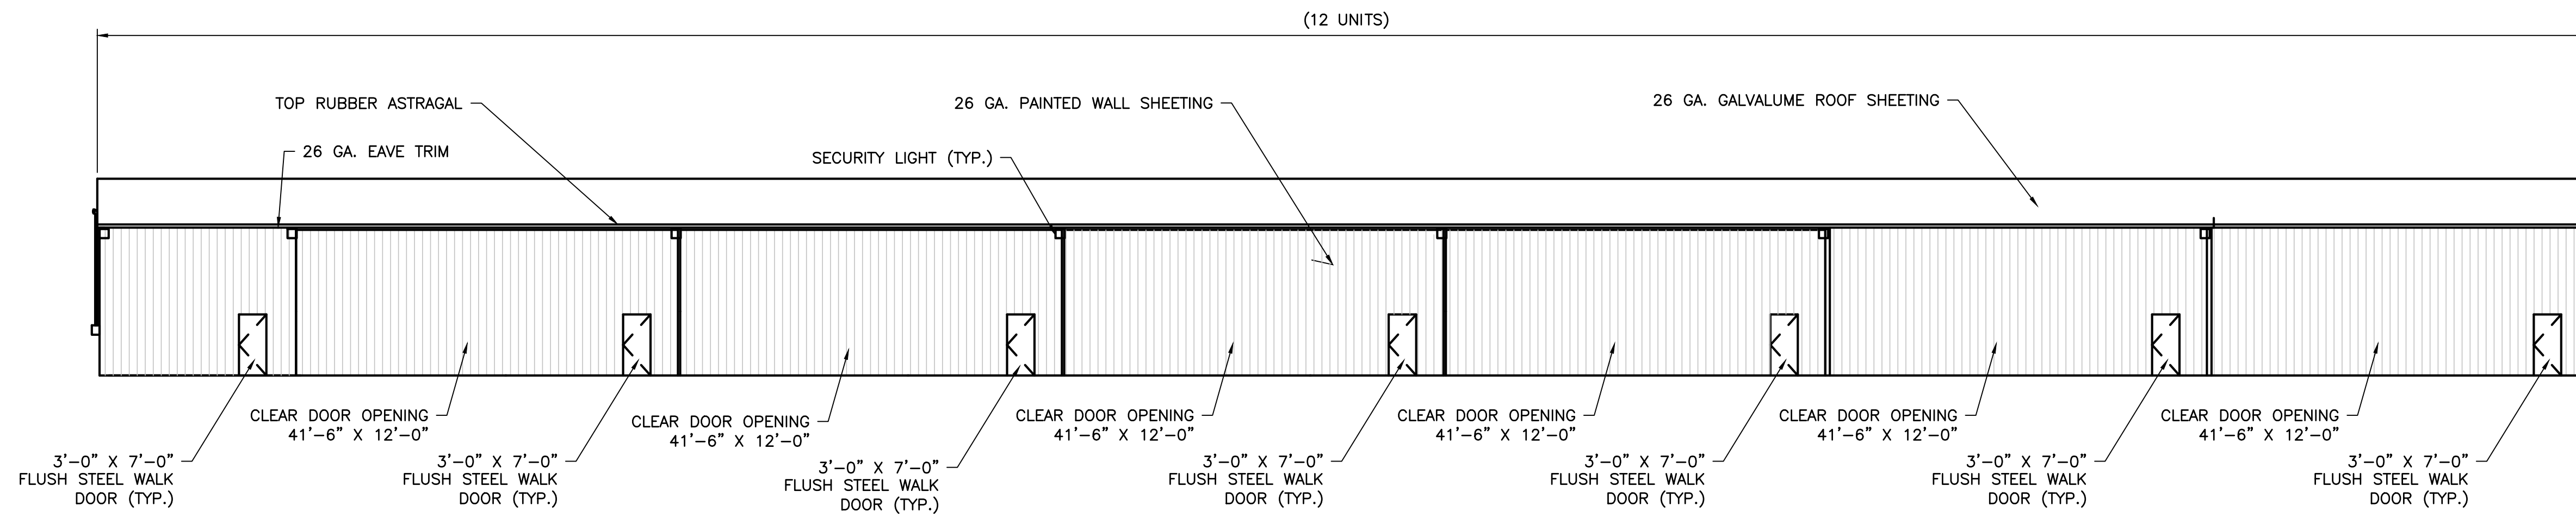 (12 UNITS)
TOP RUBBER ASTRAGAL
26 GA. PAINTED WALL SHEETING
26 GA. GALVALUME ROOF SHEETING
26 GA. EAVE TRIM
SECURITY LIGHT (TYP.)
CLEAR DOOR OPENING
41'-6" X 12'-0"
CLEAR DOOR OPENING
41'-6" X 12'-0"
CLEAR DOOR OPENING
41'-6" X 12'-0"
CLEAR DOOR OPENING
41'-6" X 12'-0"
CLEAR DOOR OPENING
41'-6" X 12'-0"
CLEAR DOOR OPENING
41'-6" X 12'-0"
3'-0" X 7'-0"
FLUSH STEEL WALK
DOOR (TYP.)
3'-0" X 7'-0"
FLUSH STEEL WALK
DOOR (TYP.)
3'-0" X 7'-0"
FLUSH STEEL WALK
DOOR (TYP.)
3'-0" X 7'-0"
FLUSH STEEL WALK
DOOR (TYP.)
3'-0" X 7'-0"
FLUSH STEEL WALK
DOOR (TYP.)
3'-0" X 7'-0"
FLUSH STEEL WALK
DOOR (TYP.)
3'-0" X 7'-0"
FLUSH STEEL WALK
DOOR (TYP.)